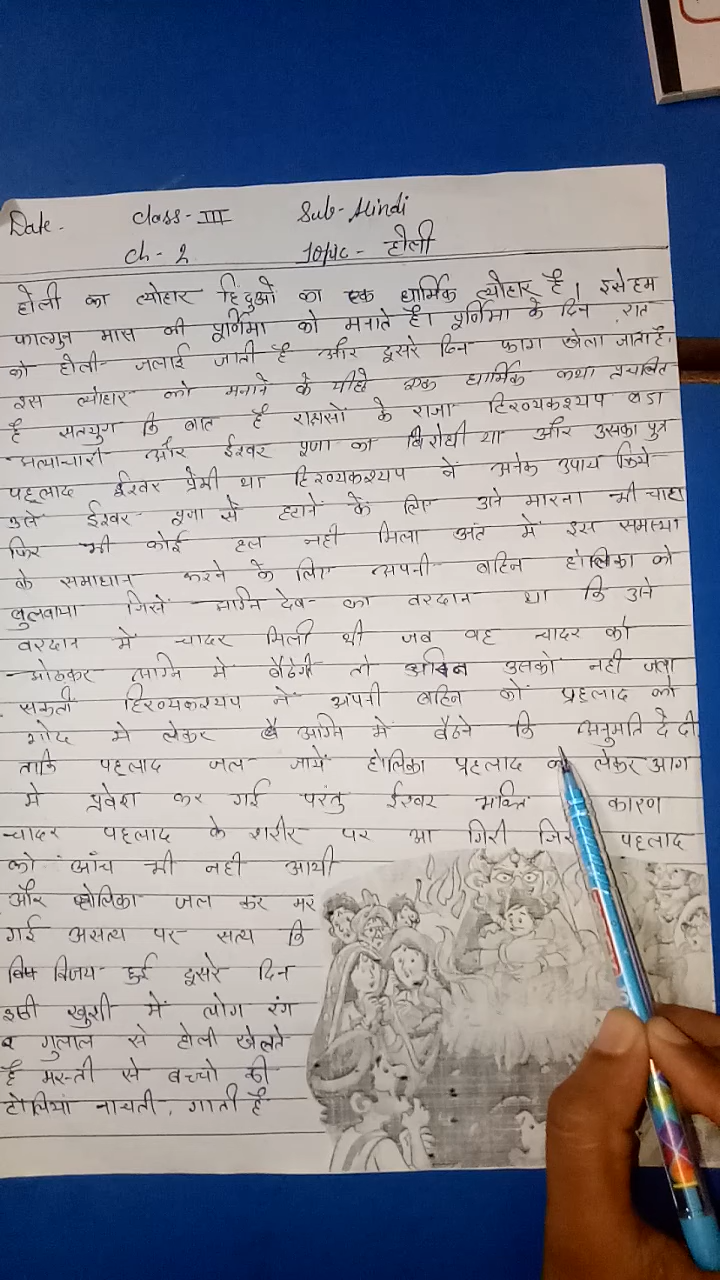 Date. Class-III Sub-Hindi
Ch-2 Topic- होली
होली का त्योहार हिंदुओं का एक धार्मिक त्योहार है। इसे हम
फाल्गुन मास की पूर्णिमा को मनाते है। पूर्णिमा के दिन रात
को होली जलाई जाती है और दूसरे दिन फाग खेला जाता है।
इस त्योहार को मनाने के पीछे एक धार्मिक कथा प्रचलित
है सतयुग कि बात है राक्षसों के राजा हिरण्यकश्यप बडा
अत्याचारी और ईश्वर पूजा का विरोधी था और उसका पुत्र
पहलाद ईश्वर प्रेमी था हिरण्यकश्यप ने अनेक उपाय किये
उसे ईश्वर पूजा से हटाने के लिए उसे मारना भी चाहा
फिर भी कोई हल नही मिला अंत में इस समस्या
के समाधान करने के लिए अपनी बहिन होलिका को
बुलवाया जिसे अग्नि देव का वरदान था कि उसे
वरदान में चादर मिली थी जब वह चादर को
ओढकर अग्नि में बैठेगी तो अग्नि उसको नही जला
सकती हिरण्यकश्यप नें अपनी बहिन को प्रहलाद को
गोद मे लेकर अग्नि में बैठने कि अनुमति दे दी
ताकि पहलाद जल जायें होलिका प्रहलाद को लेकर आग
में प्रवेश कर गई परंतु ईश्वर भक्ति कारण
चादर पहलाद के शरीर पर आ गिरी पहलाद
को आँच भी नही आयी
और होलिका जल कर मर
गई असत्य पर सत्य कि
विजय हुई दूसरे दिन
इसी खुशी में लोग रंग
व गुलाल से होली खेलते
है मस्ती से बच्चो की
टोलियां नाचती, गाती है